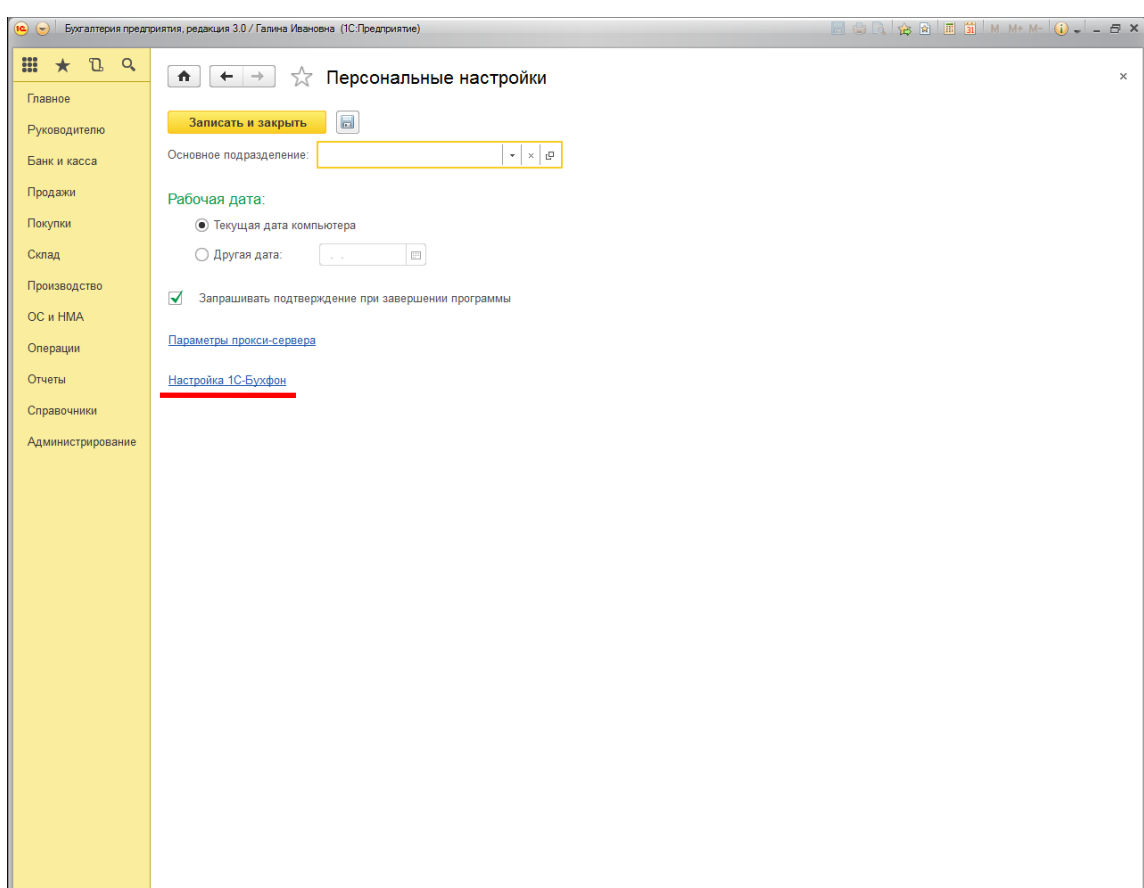 Бухгалтерия предприятия, редакция 3.0 / Галина Ивановна (1С:Предприятие)
M M+ M-
Персональные настройки
Главное
Руководителю
Банк и касса
Продажи
Покупки
Склад
Производство
ОС и НМА
Операции
Отчеты
Справочники
Администрирование
Записать и закрыть
Основное подразделение:
Рабочая дата:
Текущая дата компьютера
Другая дата: . .
Запрашивать подтверждение при завершении программы
Параметры прокси-сервера
Настройка 1С-Бухфон